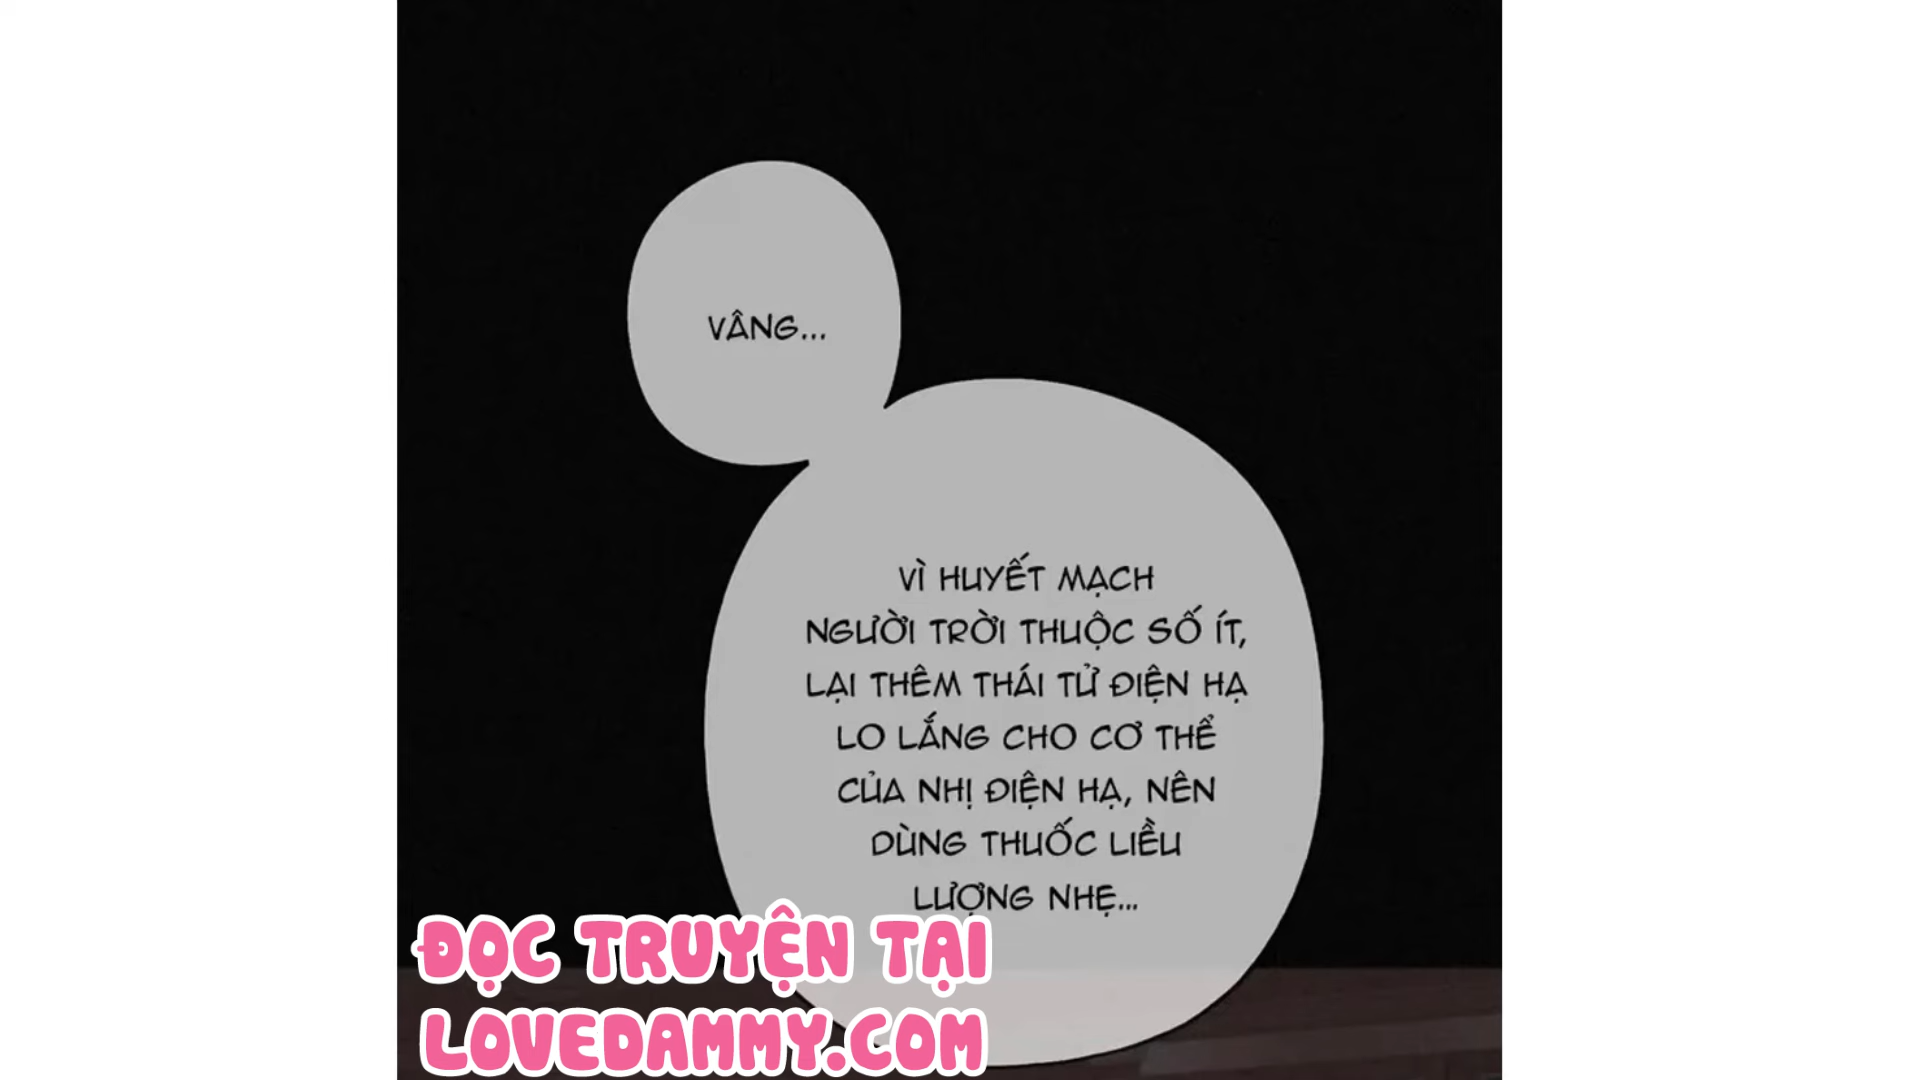 VÂNG...
VÌ HUYẾT MẠCH
NGƯỜI TRỜI THUỘC SỐ ÍT,
LẠI THÊM THÁI TỬ ĐIỆN HẠ
LO LẮNG CHO CƠ THỂ
CỦA NHỊ ĐIỆN HẠ, NÊN
DÙNG THUỐC LIỀU
LƯỢNG NHẸ...
ĐỌC TRUYỆN TẠI
LOVEDAMMY.COM